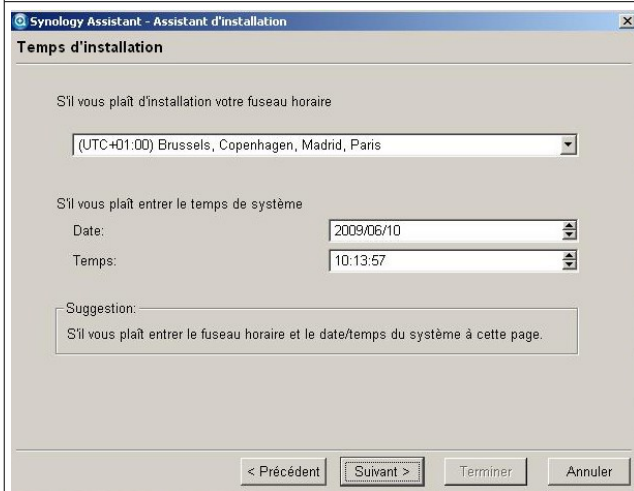 Synology Assistant - Assistant d'installation
Temps d'installation
S'il vous plaît d'installation votre fuseau horaire
(UTC+01:00) Brussels, Copenhagen, Madrid, Paris
S'il vous plaît entrer le temps de système
Date: 2009/06/10
Temps: 10:13:57
Suggestion:
S'il vous plaît entrer le fuseau horaire et le date/temps du système à cette page.
< Précédent Suivant > Terminer Annuler